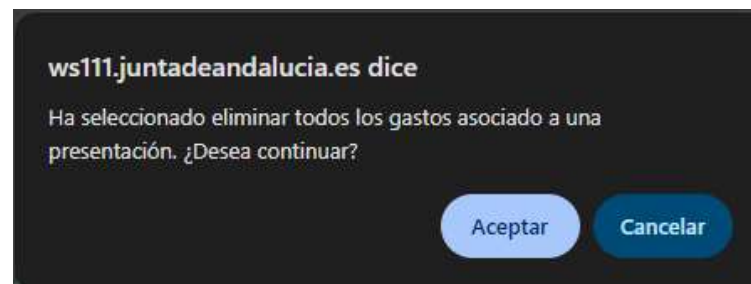 ws111.juntadeandalucia.es dice
Ha seleccionado eliminar todos los gastos asociado a una
presentación. ¿Desea continuar?
Aceptar
Cancelar